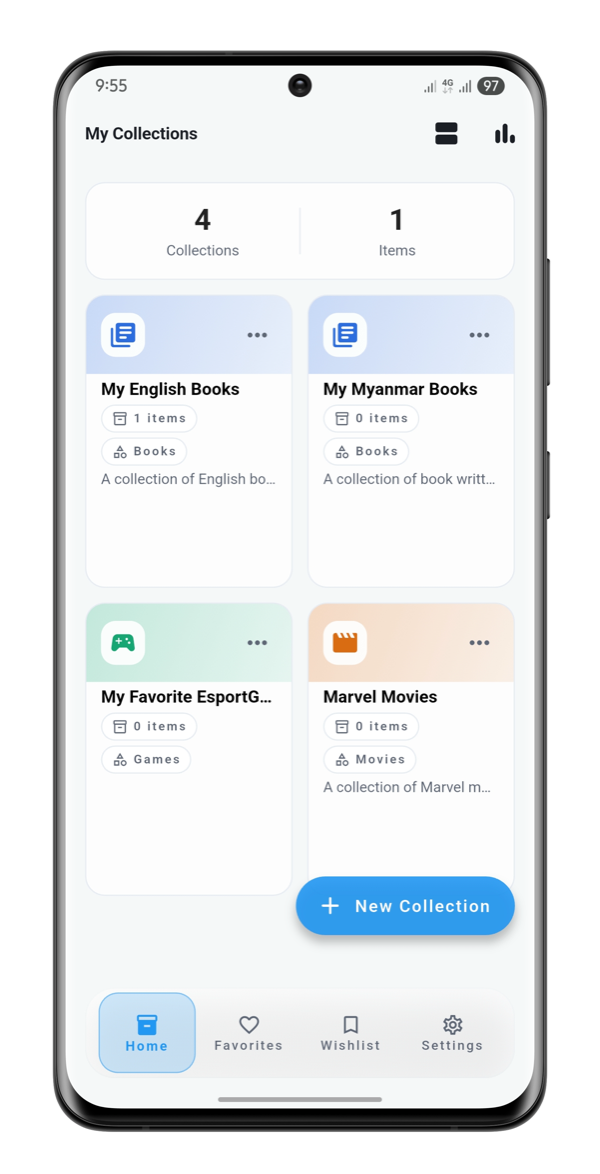 9:55
4G
97
My Collections
4
1
Collections
Items
My English Books
1 items
Books
A collection of English bo...
My Myanmar Books
0 items
Books
A collection of book writt...
My Favorite EsportG...
0 items
Games
Marvel Movies
0 items
Movies
A collection of Marvel m...
+ New Collection
Home
Favorites
Wishlist
Settings